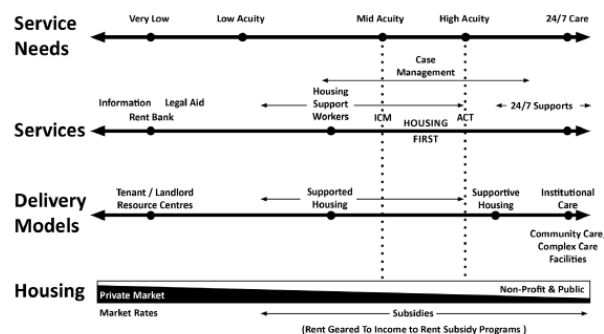 Service Needs
Very Low
Low Acuity
Mid Acuity
High Acuity
24/7 Care
Case
Management
Services
Information
Legal Aid
Rent Bank
Housing
Support
Workers
ICM
HOUSING
FIRST
ACT
24/7 Supports
Delivery
Models
Tenant / Landlord
Resource Centres
Supported
Housing
Supportive
Housing
Institutional
Care
Community Care,
Complex Care
Facilities
Housing
Private Market
Non-Profit & Public
Market Rates
Subsidies
(Rent Geared To Income to Rent Subsidy Programs )